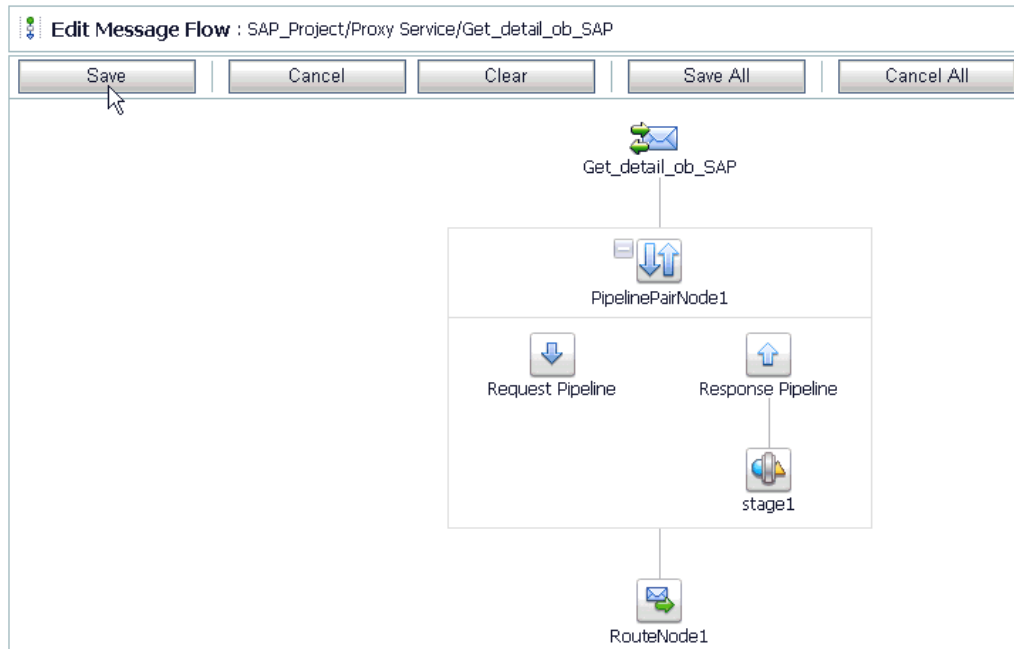 Edit Message Flow : SAP_Project/Proxy Service/Get_detail_ob_SAP
Save Cancel Clear Save All Cancel All
Get_detail_ob_SAP
PipelinePairNode1
Request Pipeline Response Pipeline
stage1
RouteNode1